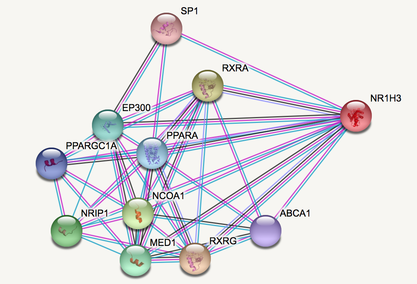 SP1
RXRA
NR1H3
EP300
PPARA
PPARGC1A
NCOA1
NRIP1
ABCA1
MED1
RXRG